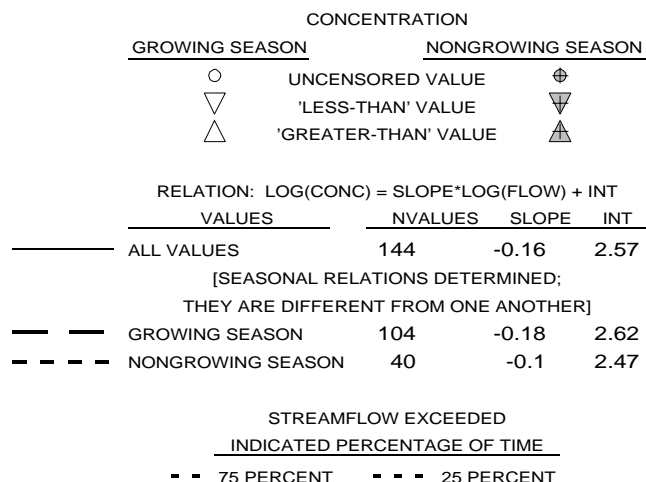 CONCENTRATION
GROWING SEASON NONGROWING SEASON
UNCENSORED VALUE
'LESS-THAN' VALUE
'GREATER-THAN' VALUE
RELATION: LOG(CONC) = SLOPE*LOG(FLOW) + INT
VALUES NVALUES SLOPE INT
ALL VALUES 144 -0.16 2.57
[SEASONAL RELATIONS DETERMINED;
THEY ARE DIFFERENT FROM ONE ANOTHER]
GROWING SEASON 104 -0.18 2.62
NONGROWING SEASON 40 -0.1 2.47
STREAMFLOW EXCEEDED
INDICATED PERCENTAGE OF TIME
75 PERCENT 25 PERCENT